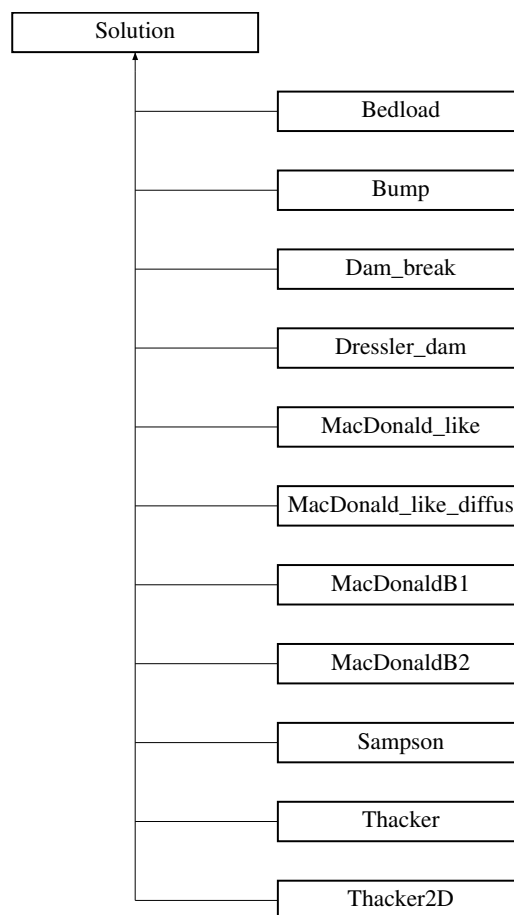 Solution
Bedload
Bump
Dam_break
Dressler_dam
MacDonald_like
MacDonald_like_diffus
MacDonaldB1
MacDonaldB2
Sampson
Thacker
Thacker2D